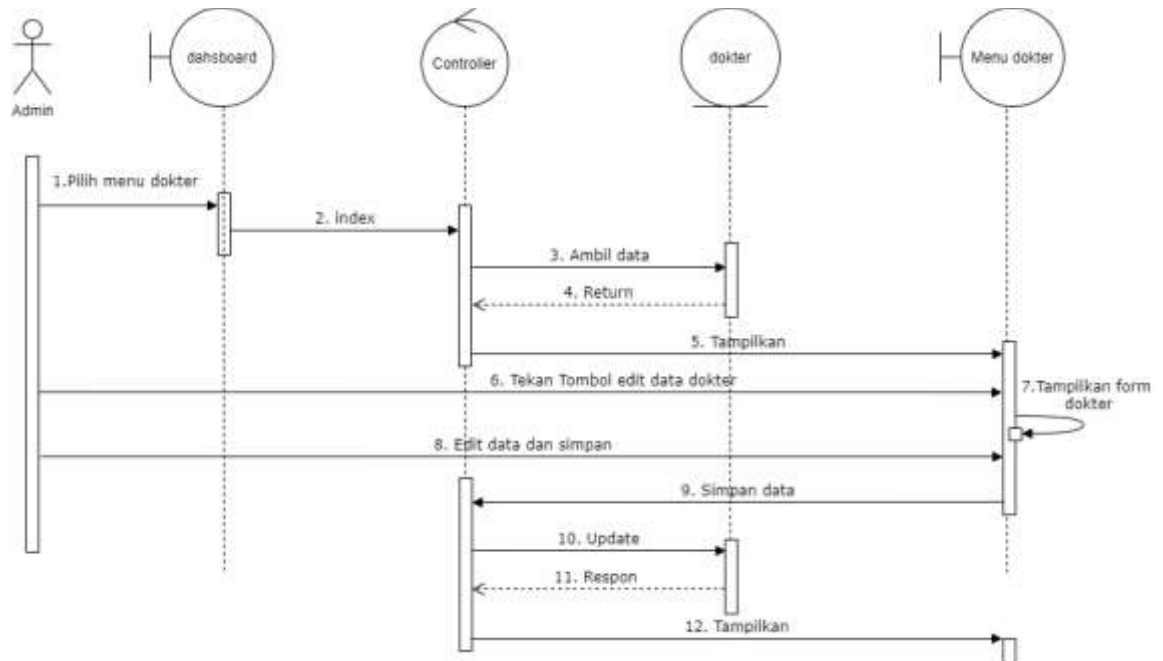 dahsboard
Controller
dokter
Menu dokter
Admin
1.Pilih menu dokter
2. index
3. Ambil data
4. Return
5. Tampilkan
6. Tekan Tombol edit data dokter
7.Tampilkan form
dokter
8. Edit data dan simpan
9. Simpan data
10. Update
11. Respon
12. Tampilkan